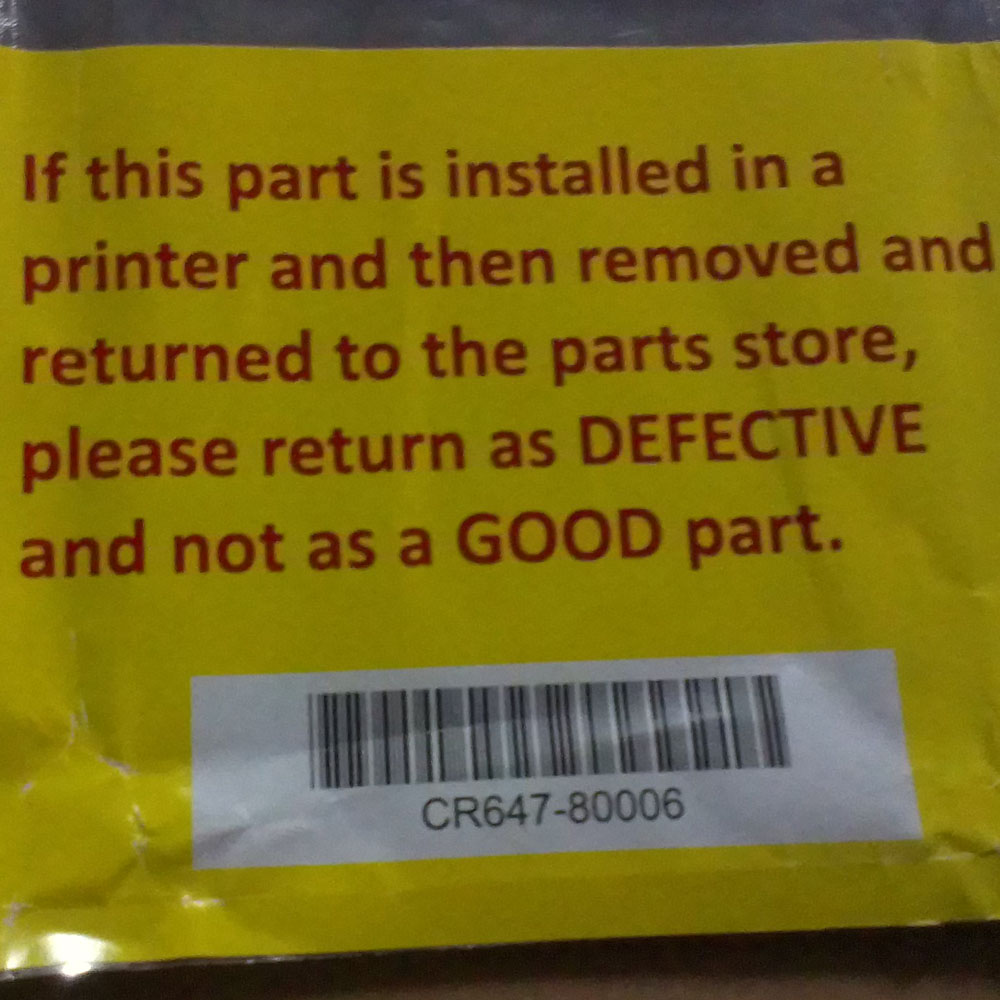 If this part is installed in a
printer and then removed and
returned to the parts store,
please return as DEFECTIVE
and not as a GOOD part.
CR647-80006